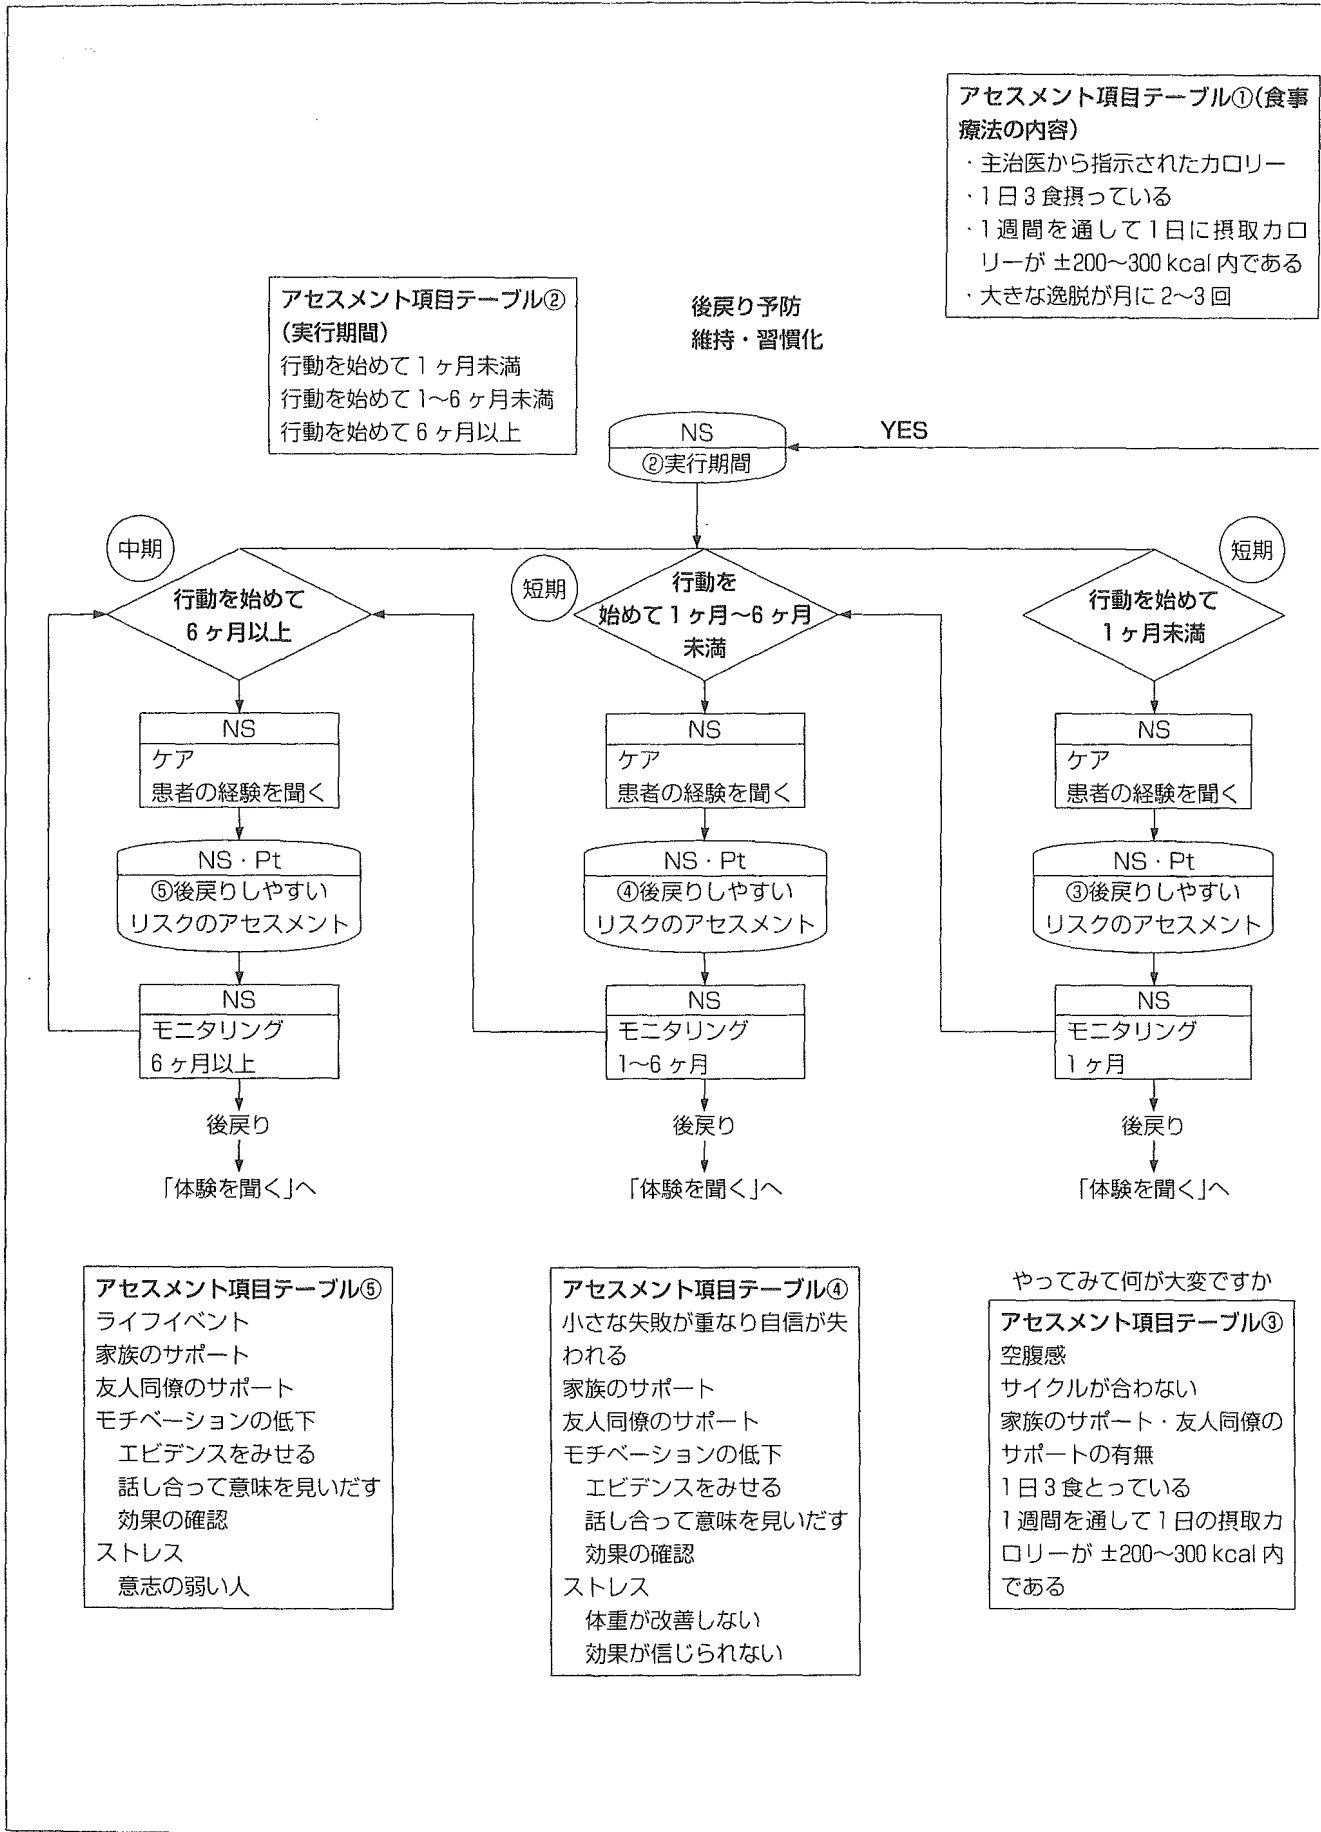 アセスメント項目テーブル①(食事
療法の内容)
・主治医から指示されたカロリー
・1日3食摂っている
・1週間を通して1日に摂取カロ
リーが ±200~300 kcal 内である
・大きな逸脱が月に 2~3 回
アセスメント項目テーブル②
(実行期間)
行動を始めて 1 ヶ月未満
行動を始めて 1~6 ヶ月未満
行動を始めて 6 ヶ月以上
後戻り予防
維持・習慣化
NS
②実行期間
YES
中期
行動を始めて
6 ヶ月以上
短期
行動を
始めて 1 ヶ月~6 ヶ月
未満
短期
行動を始めて
1 ヶ月未満
NS
ケア
患者の経験を聞く
NS
ケア
患者の経験を聞く
NS
ケア
患者の経験を聞く
NS・Pt
⑤後戻りしやすい
リスクのアセスメント
NS・Pt
④後戻りしやすい
リスクのアセスメント
NS・Pt
③後戻りしやすい
リスクのアセスメント
NS
モニタリング
6 ヶ月以上
NS
モニタリング
1~6 ヶ月
NS
モニタリング
1 ヶ月
後戻り
後戻り
後戻り
「体験を聞く」へ
「体験を聞く」へ
「体験を聞く」へ
アセスメント項目テーブル⑤
ライフイベント
家族のサポート
友人同僚のサポート
モチベーションの低下
エビデンスをみせる
話し合って意味を見いだす
効果の確認
ストレス
意志の弱い人
アセスメント項目テーブル④
小さな失敗が重なり自信が失
われる
家族のサポート
友人同僚のサポート
モチベーションの低下
エビデンスをみせる
話し合って意味を見いだす
効果の確認
ストレス
体重が改善しない
効果が信じられない
やってみて何が大変ですか
アセスメント項目テーブル③
空腹感
サイクルが合わない
家族のサポート・友人同僚の
サポートの有無
1日3食とっている
1週間を通して1日の摂取カ
ロリーが ±200~300 kcal 内
である